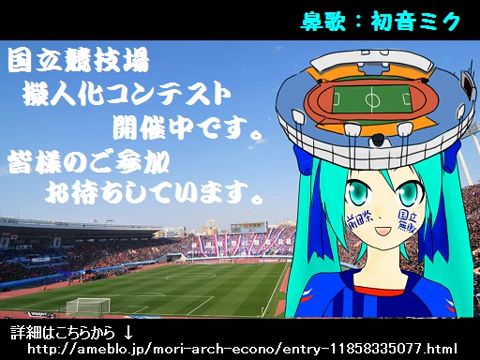 鼻歌：初音ミク
国立競技場
擬人化コンテスト
開催中です。
皆様のご参加
お待ちしています。
国立
無敗
詳細はこちらから ↓
http://ameblo.jp/mori-arch-econo/entry-11858335077.html